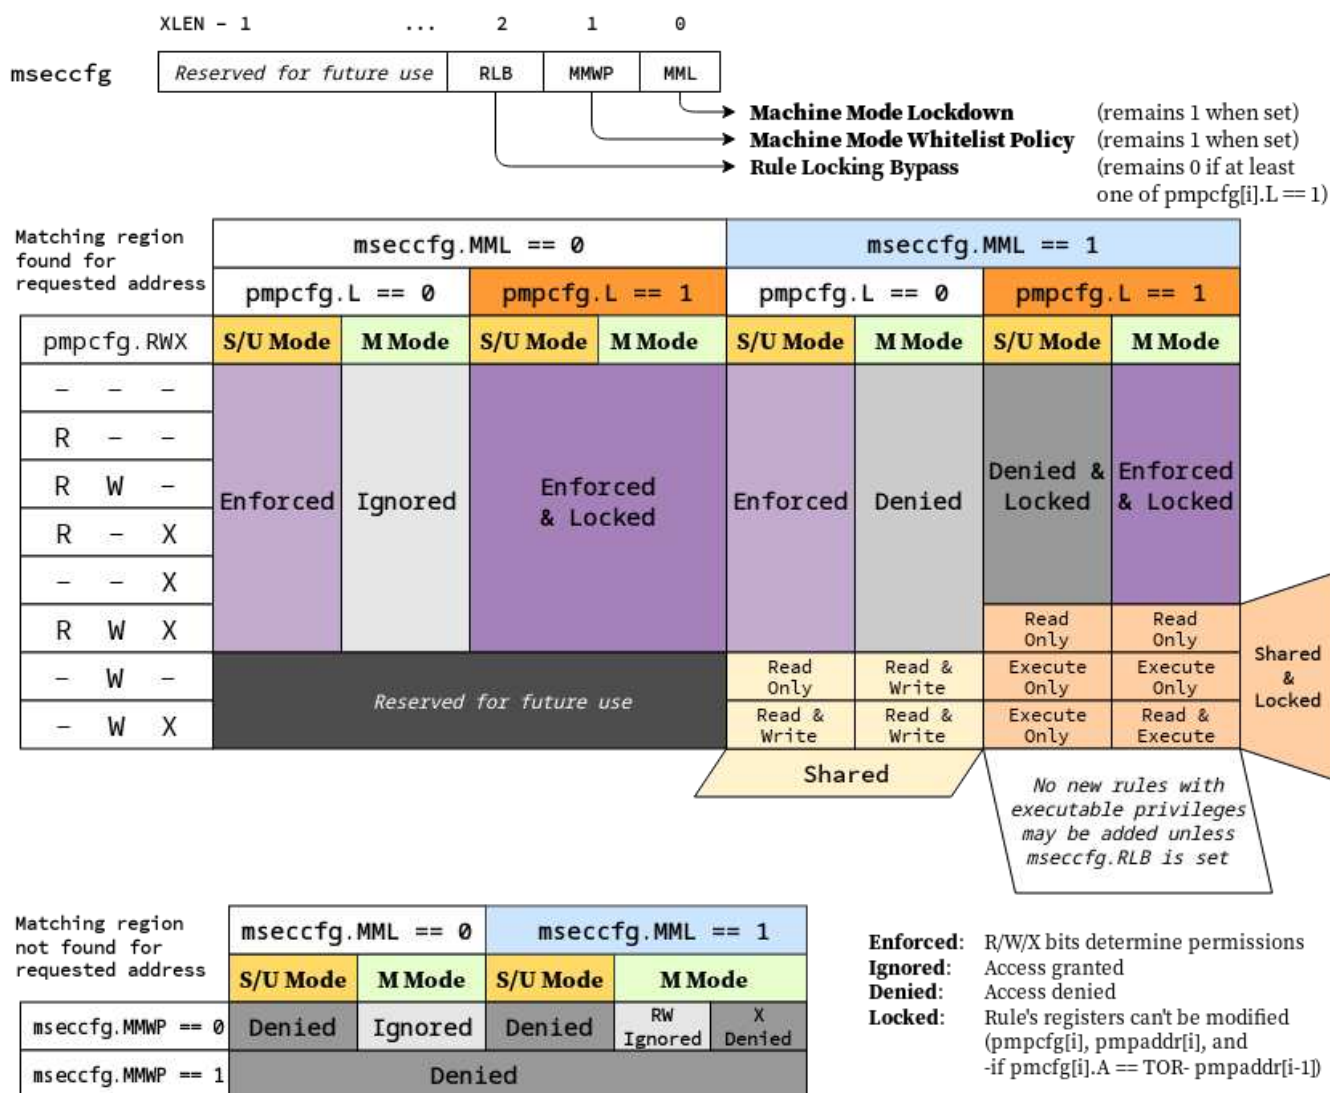 XLEN - 1 ... 2 1 0
mseccfg Reserved for future use RLB MMWP MML
Machine Mode Lockdown (remains 1 when set)
Machine Mode Whitelist Policy (remains 1 when set)
Rule Locking Bypass (remains 0 if at least
one of pmpcfg[i].L == 1)
Matching region
found for
requested address
mseccfg.MML == 0 mseccfg.MML == 1
pmpcfg.L == 0 pmpcfg.L == 1 pmpcfg.L == 0 pmpcfg.L == 1
pmpcfg.RWX S/U Mode M Mode S/U Mode M Mode S/U Mode M Mode S/U Mode M Mode
- - -
R - -
R W -
R - X
- - X
R W X
- W -
- W X
Enforced
Ignored
Enforced
& Locked
Enforced
Denied
Denied &
Locked
Enforced
& Locked
Read
Only
Read
Only
Reserved for future use
Read
Only
Read &
Write
Execute
Only
Execute
Only
Read &
Write
Read &
Write
Execute
Only
Read &
Execute
Shared
&
Locked
Shared
No new rules with
executable privileges
may be added unless
mseccfg.RLB is set
Matching region
not found for
requested address
mseccfg.MML == 0 mseccfg.MML == 1
S/U Mode M Mode S/U Mode M Mode
mseccfg.MMWP == 0 Denied Ignored Denied
RW
Ignored
X
Denied
mseccfg.MMWP == 1 Denied
Enforced: R/W/X bits determine permissions
Ignored: Access granted
Denied: Access denied
Locked: Rule's registers can't be modified
(pmpcfg[i], pmpaddr[i], and
-if pmcfg[i].A == TOR- pmpaddr[i-1])